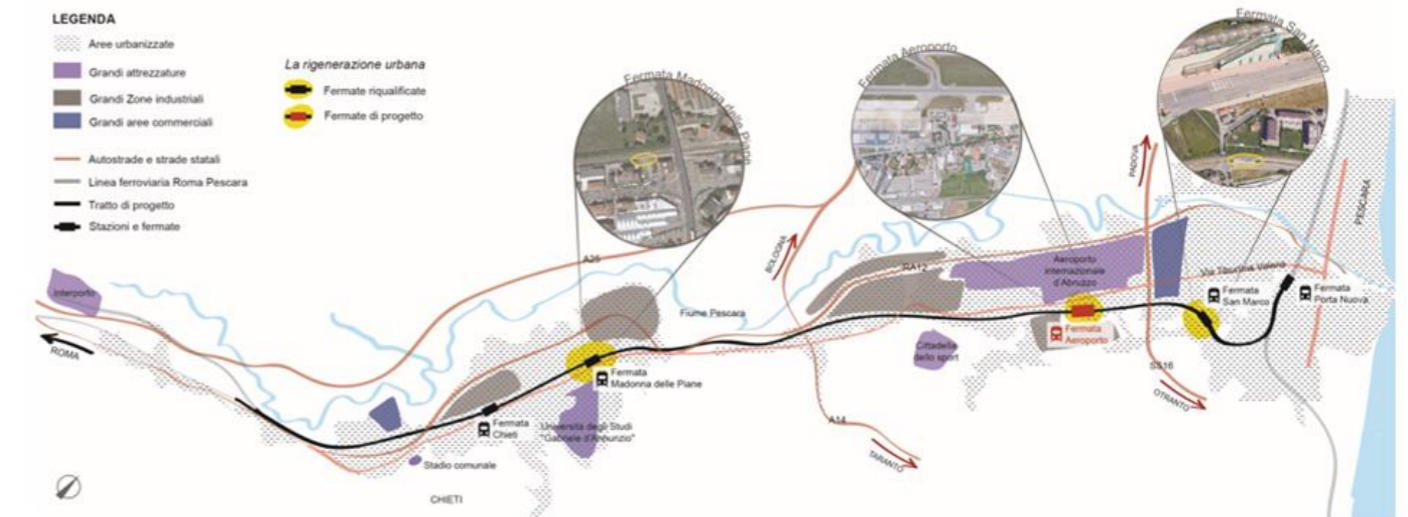 LEGENDA
Aree urbanizzate
Grandi attrezzature
Grandi Zone industriali
Grandi aree commerciali
Autostrade e strade statali
Linea ferroviaria Roma Pescara
Tratto di progetto
Stazioni e fermate
La rigenerazione urbana
Fermate riqualificate
Fermate di progetto
Fermata Madonna delle Piane
Fermata Aeroporto
Fermata San Marco
PADOVA
PESCARA
BOLOGNA
A25
RA12
Aeroporto
internazionale
d'Abruzzo
Via Tiburtina Valeria
Interporto
Fermata
San Marco
Fermata
Porta Nuova
Fiume Pescara
ROMA
Fermata
Aeroporto
Cittadella
dello sport
SS16
Fermata
Madonna delle Piane
OTRANTO
Fermata
Chieti
Università degli Studi
"Gabriele d'Annunzio"
A14
TARANTO
Stadio comunale
CHIETI